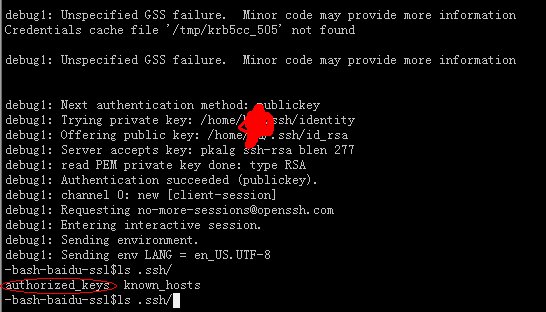 debug1: Unspecified GSS failure.  Minor code may provide more information
Credentials cache file '/tmp/krb5cc_505' not found
debug1: Unspecified GSS failure.  Minor code may provide more information
debug1: Next authentication method: publickey
debug1: Trying private key: /home/ .ssh/identity
debug1: Offering public key: /home/ /.ssh/id_rsa
debug1: Server accepts key: pkalg ssh-rsa blen 277
debug1: read PEM private key done: type RSA
debug1: Authentication succeeded (publickey).
debug1: channel 0: new [client-session]
debug1: Requesting no-more-sessions@openssh.com
debug1: Entering interactive session.
debug1: Sending environment.
debug1: Sending env LANG = en_US.UTF-8
-bash-baidu-ssl$ls .ssh/
authorized_keys  known_hosts
-bash-baidu-ssl$ls .ssh/